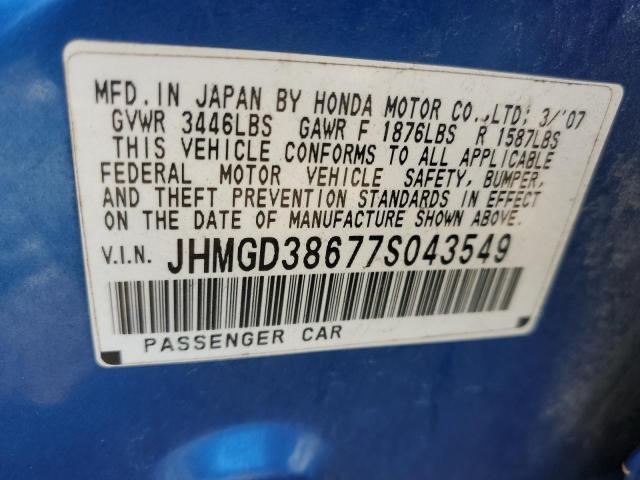 MFD. IN JAPAN BY HONDA MOTOR CO., LTD; 3/'07
GVWR 3446LBS GAWR F 1876LBS R 1587LBS
THIS VEHICLE CONFORMS TO ALL APPLICABLE
FEDERAL MOTOR VEHICLE SAFETY, BUMPER,
AND THEFT PREVENTION STANDARDS IN EFFECT
ON THE DATE OF MANUFACTURE SHOWN ABOVE.
V.I.N. JHMGD38677S043549
PASSENGER CAR